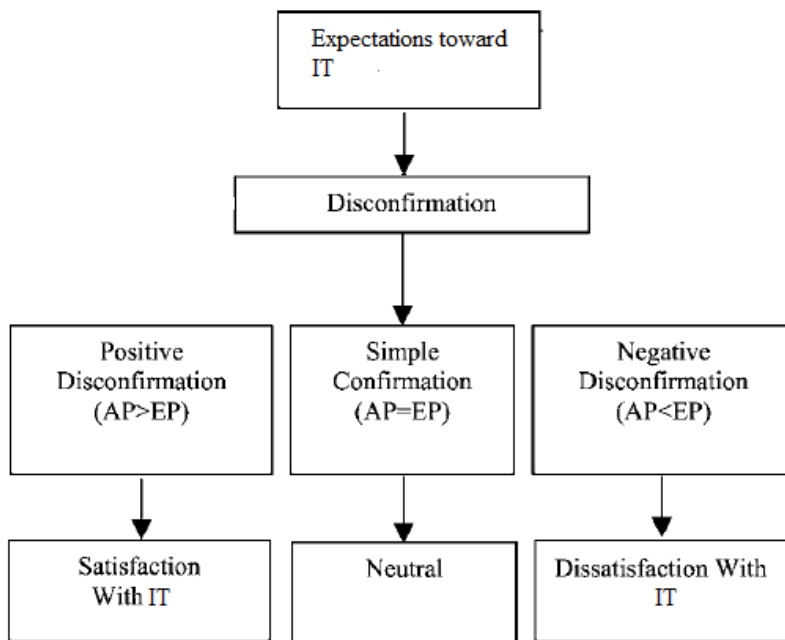 Expectations toward
IT
Disconfirmation
Positive
Disconfirmation
(AP>EP)
Simple
Confirmation
(AP=EP)
Negative
Disconfirmation
(AP<EP)
Satisfaction
With IT
Neutral
Dissatisfaction With
IT